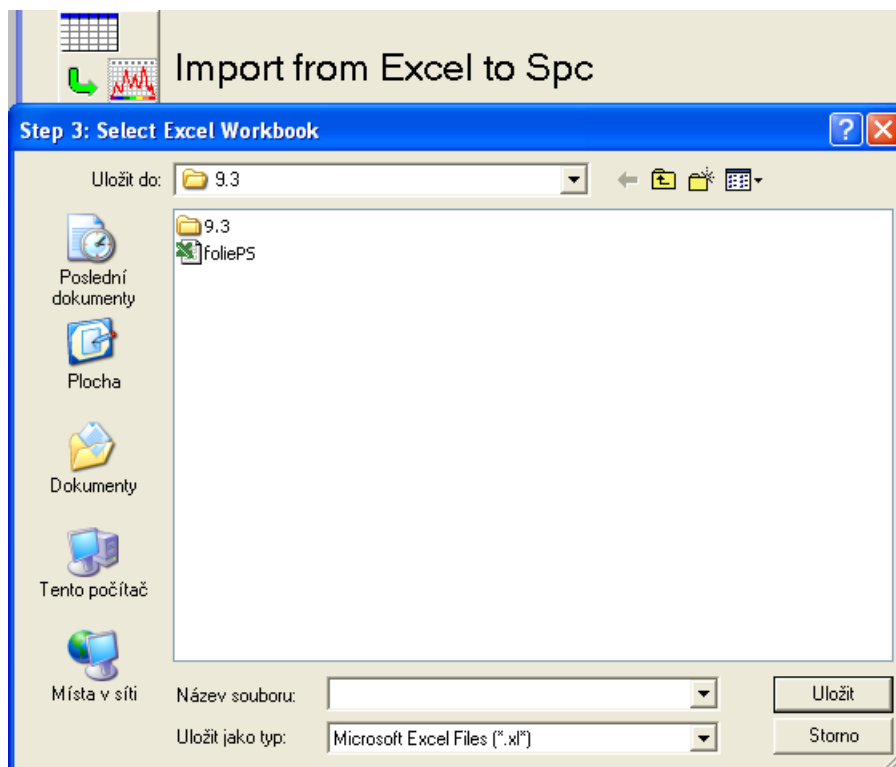 Import from Excel to Spc
Step 3: Select Excel Workbook
Uložit do:
9.3
9.3
foliePS
Poslední
dokumenty
Plocha
Dokumenty
Tento počítač
Místa v síti
Název souboru:
Uložit
Uložit jako typ:
Microsoft Excel Files (*.xl*)
Storno